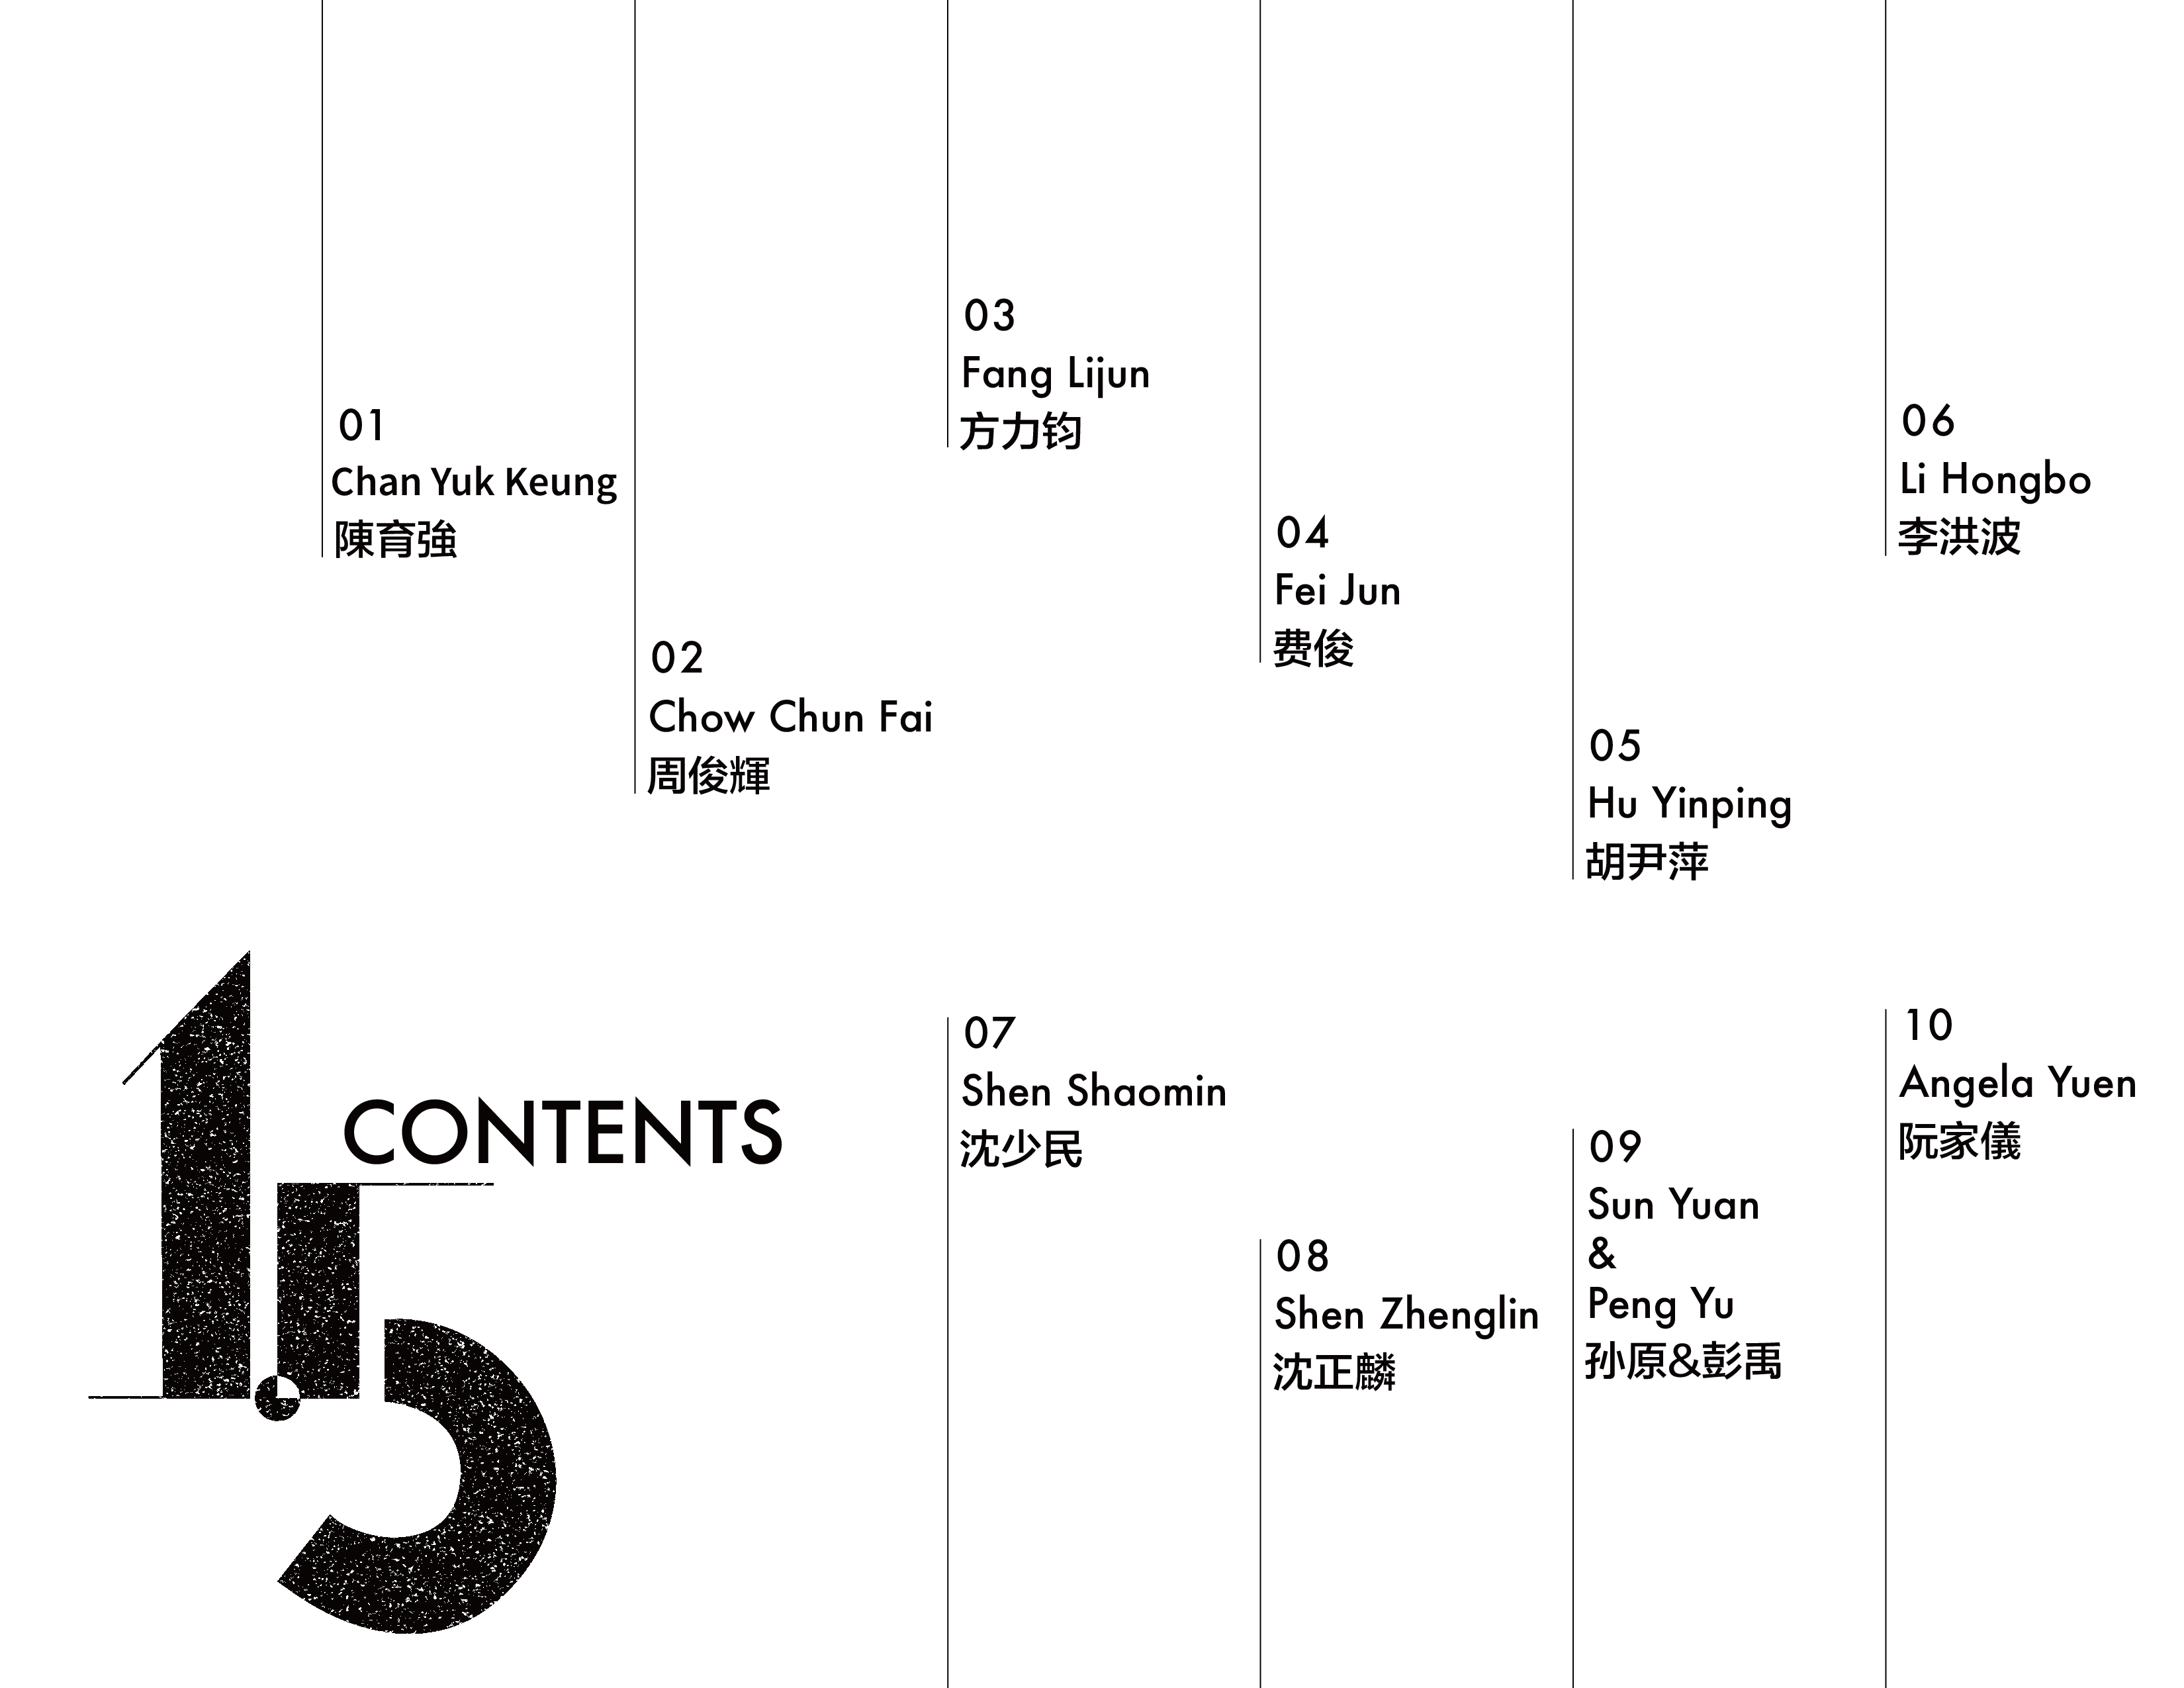 01
Chan Yuk Keung
陳育強
02
Chow Chun Fai
周俊輝
03
Fang Lijun
方力钧
04
Fei Jun
费俊
05
Hu Yinping
胡尹萍
06
Li Hongbo
李洪波
1.5
CONTENTS
07
Shen Shaomin
沈少民
08
Shen Zhenglin
沈正麟
09
Sun Yuan
&
Peng Yu
孙原&彭禹
10
Angela Yuen
阮家儀